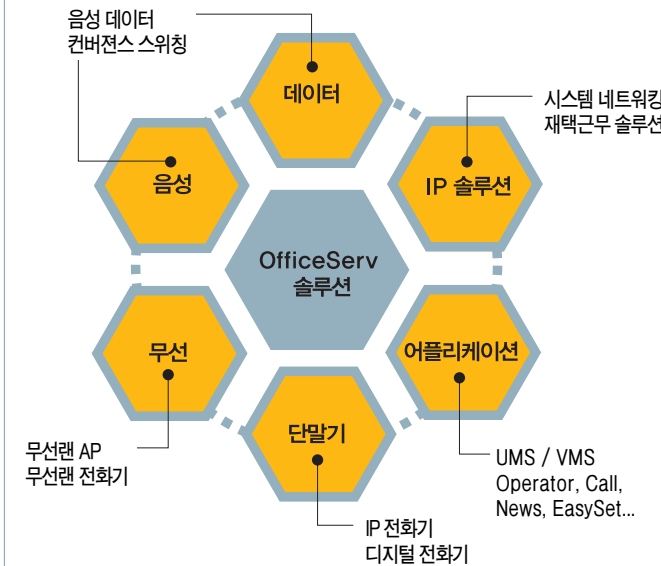 음성 데이터
컨버젼스 스위칭
데이터
시스템 네트워킹
재택근무 솔루션
음성
IP 솔루션
OfficeServ
솔루션
무선
어플리케이션
단말기
무선랜 AP
무선랜 전화기
UMS / VMS
Operator, Call,
News, EasySet...
IP 전화기
디지털 전화기